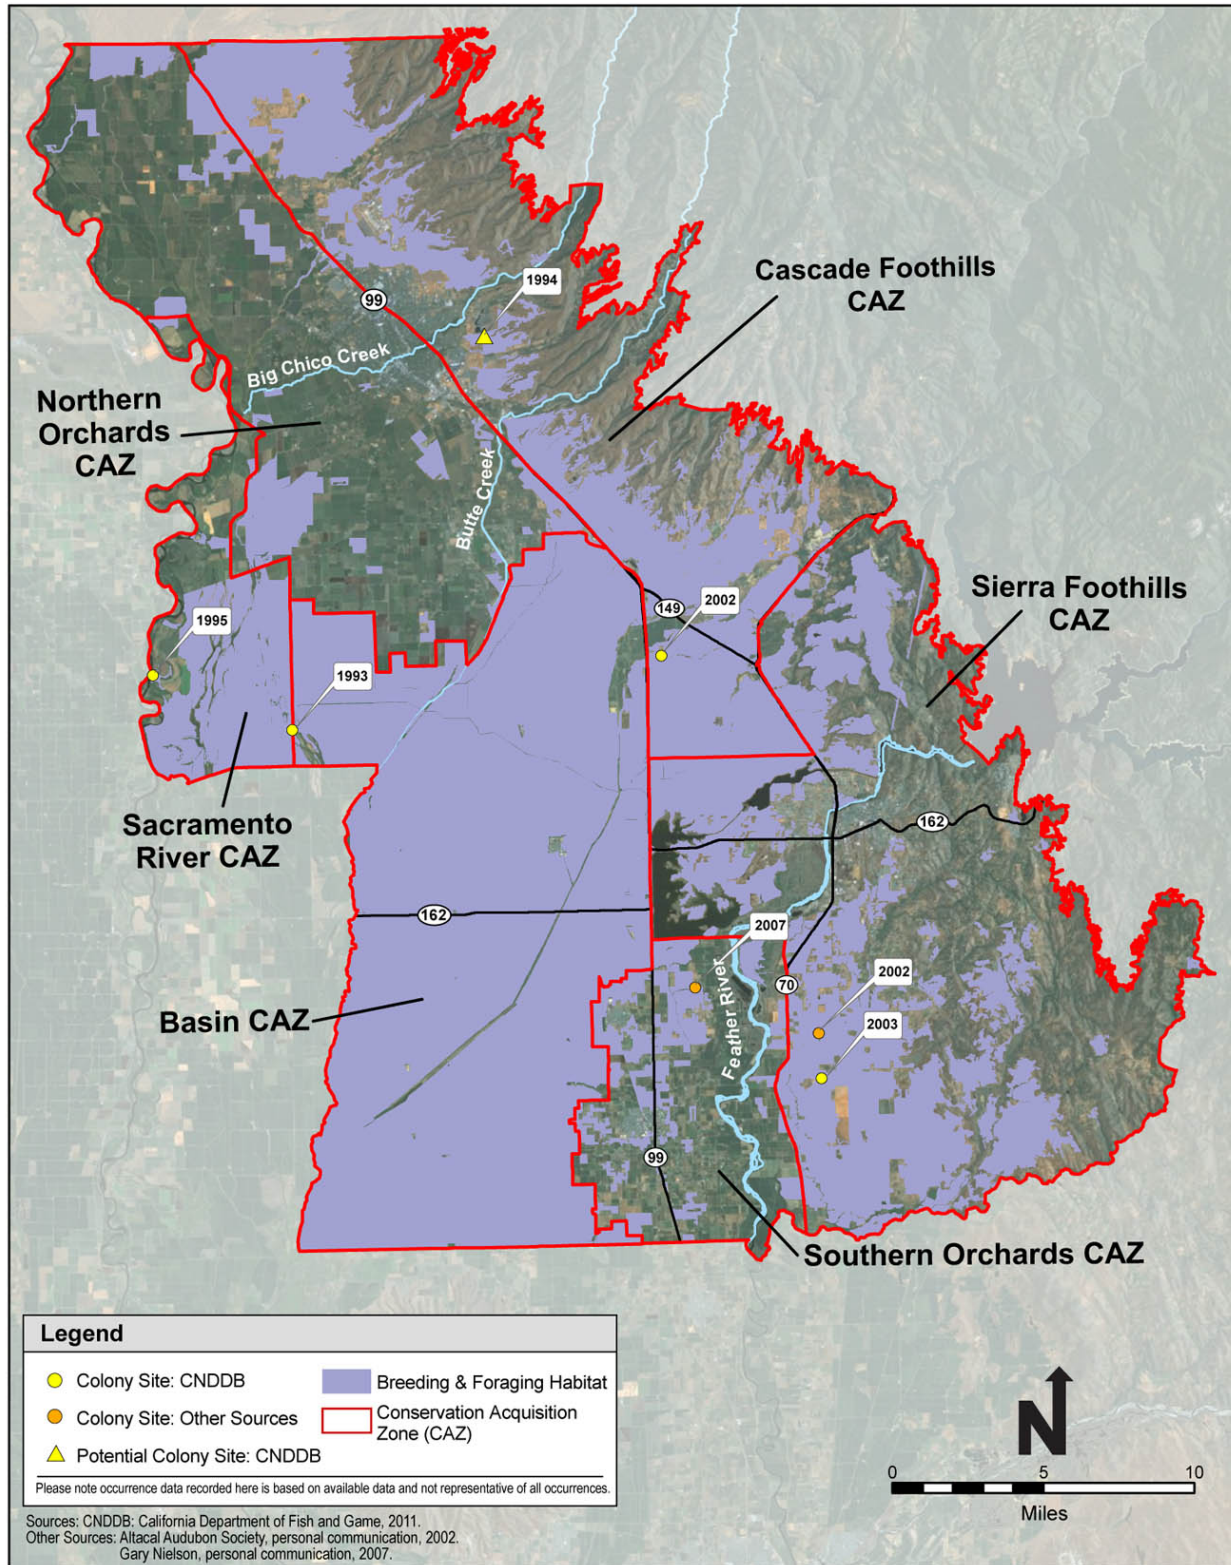 1994
Cascade Foothills
CAZ
99
Big Chico Creek
Northern
Orchards
CAZ
Butte Creek
Sierra Foothills
CAZ
149
2002
1995
1993
Sacramento
River CAZ
162
162
2007
Feather River
70
2002
2003
Basin CAZ
99
Southern Orchards CAZ
Legend
Colony Site: CNDDB
Colony Site: Other Sources
Potential Colony Site: CNDDB
Breeding & Foraging Habitat
Conservation Acquisition
Zone (CAZ)
Please note occurrence data recorded here is based on available data and not representative of all occurrences.
N
0 5 10
Miles
Sources: CNDDB: California Department of Fish and Game, 2011.
Other Sources: Altacal Audubon Society, personal communication, 2002.
Gary Nielson, personal communication, 2007.